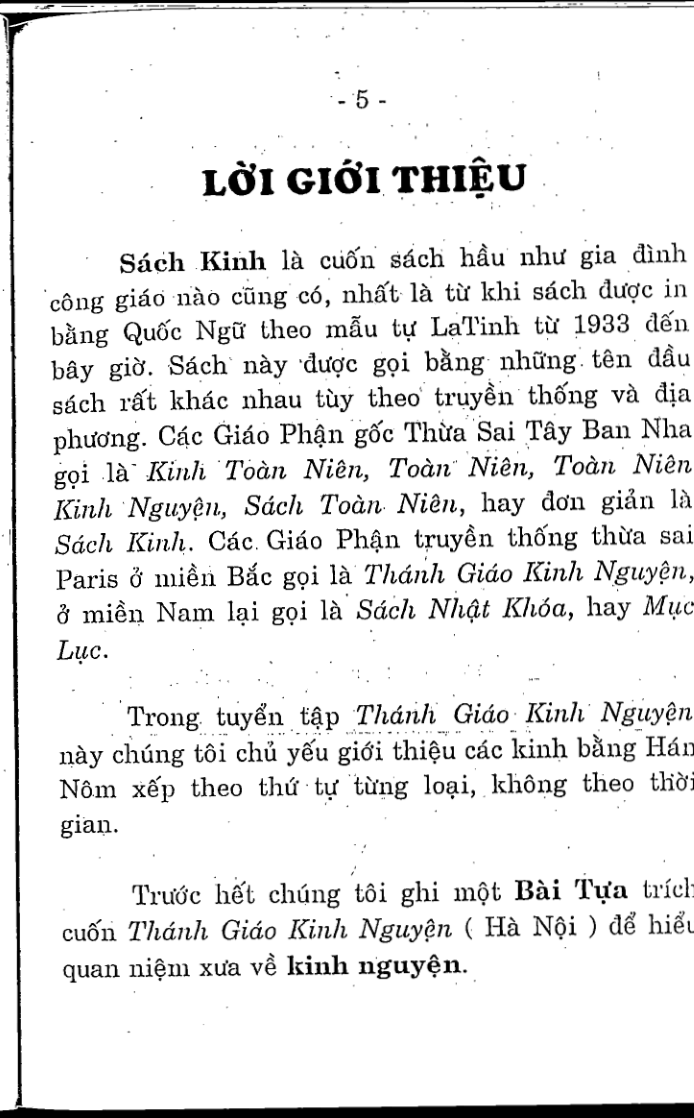 - 5 -
LỜI GIỚI THIỆU
Sách Kinh là cuốn sách hầu như gia đình
công giáo nào cũng có, nhất là từ khi sách được in
bằng Quốc Ngữ theo mẫu tự LaTinh từ 1933 đến
bây giờ. Sách này được gọi bằng những tên đầu
sách rất khác nhau tùy theo truyền thống và địa
phương. Các Giáo Phận gốc Thừa Sai Tây Ban Nha
gọi là Kinh Toàn Niên, Toàn Niên, Toàn Niên
Kinh Nguyện, Sách Toàn Niên, hay đơn giản là
Sách Kinh. Các Giáo Phận truyền thống thừa sai
Paris ở miền Bắc gọi là Thánh Giáo Kinh Nguyện,
ở miền Nam lại gọi là Sách Nhật Khóa, hay Mục
Lục.
Trong tuyển tập Thánh Giáo Kinh Nguyện
này chúng tôi chủ yếu giới thiệu các kinh bằng Hán
Nôm xếp theo thứ tự từng loại, không theo thời
gian.
Trước hết chúng tôi ghi một Bài Tựa trích
cuốn Thánh Giáo Kinh Nguyện ( Hà Nội ) để hiểu
quan niệm xưa về kinh nguyện.